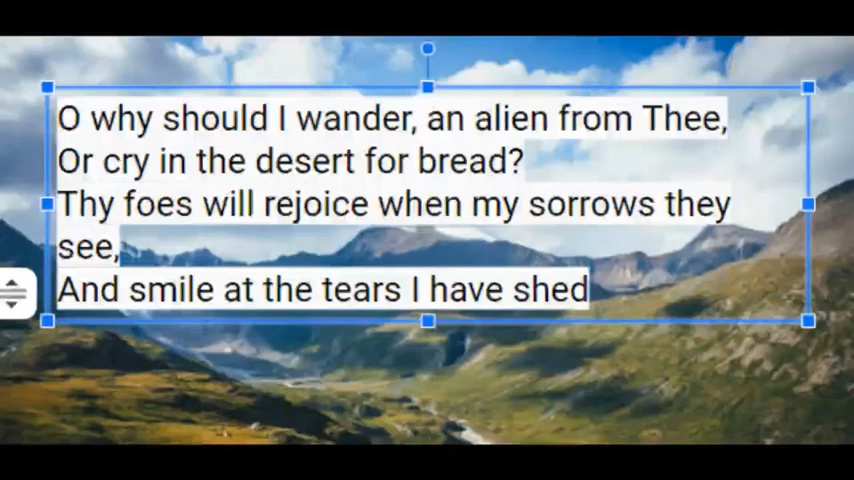 O why should I wander, an alien from Thee,
Or cry in the desert for bread?
Thy foes will rejoice when my sorrows they
see,
And smile at the tears I have shed